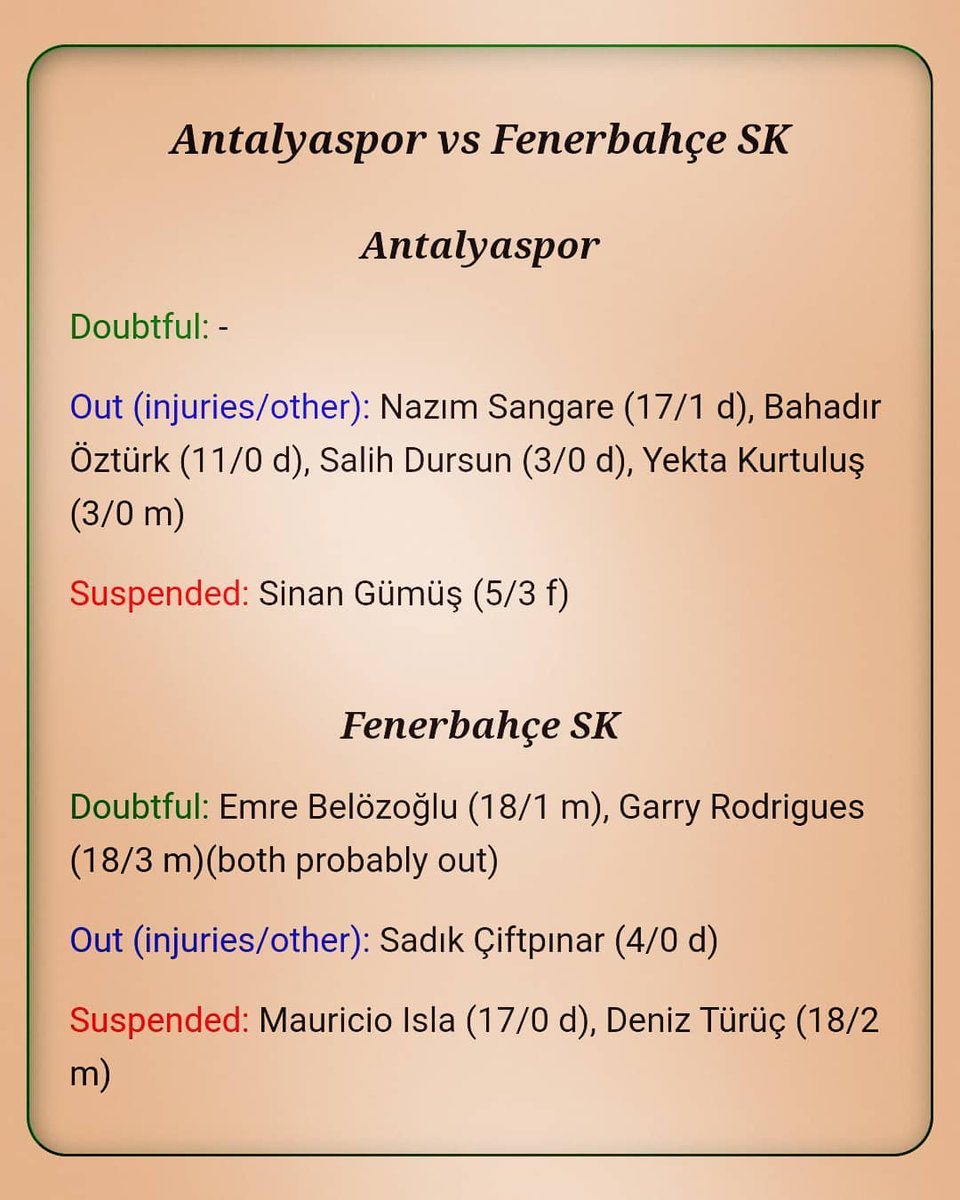 Antalyaspor vs Fenerbahçe SK
Antalyaspor
Doubtful: -
Out (injuries/other): Nazım Sangare (17/1 d), Bahadır
Öztürk (11/0 d), Salih Dursun (3/0 d), Yekta Kurtuluş
(3/0 m)
Suspended: Sinan Gümüş (5/3 f)
Fenerbahçe SK
Doubtful: Emre Belözoğlu (18/1 m), Garry Rodrigues
(18/3 m)(both probably out)
Out (injuries/other): Sadık Çiftpınar (4/0 d)
Suspended: Mauricio Isla (17/0 d), Deniz Türüç (18/2
m)